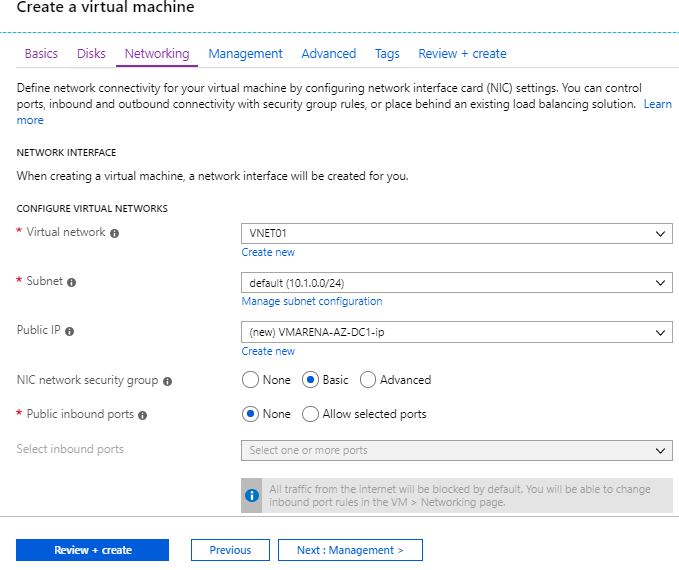 Create a virtual machine
Basics Disks Networking Management Advanced Tags Review + create
Define network connectivity for your virtual machine by configuring network interface card (NIC) settings. You can control
ports, inbound and outbound connectivity with security group rules, or place behind an existing load balancing solution. Learn
more
NETWORK INTERFACE
When creating a virtual machine, a network interface will be created for you.
CONFIGURE VIRTUAL NETWORKS
* Virtual network VNET01
Create new
* Subnet default (10.1.0.0/24)
Manage subnet configuration
Public IP (new) VMARENA-AZ-DC1-ip
Create new
NIC network security group None Basic Advanced
* Public inbound ports None Allow selected ports
Select inbound ports Select one or more ports
All traffic from the internet will be blocked by default. You will be able to change
inbound port rules in the VM > Networking page.
Review + create Previous Next : Management >